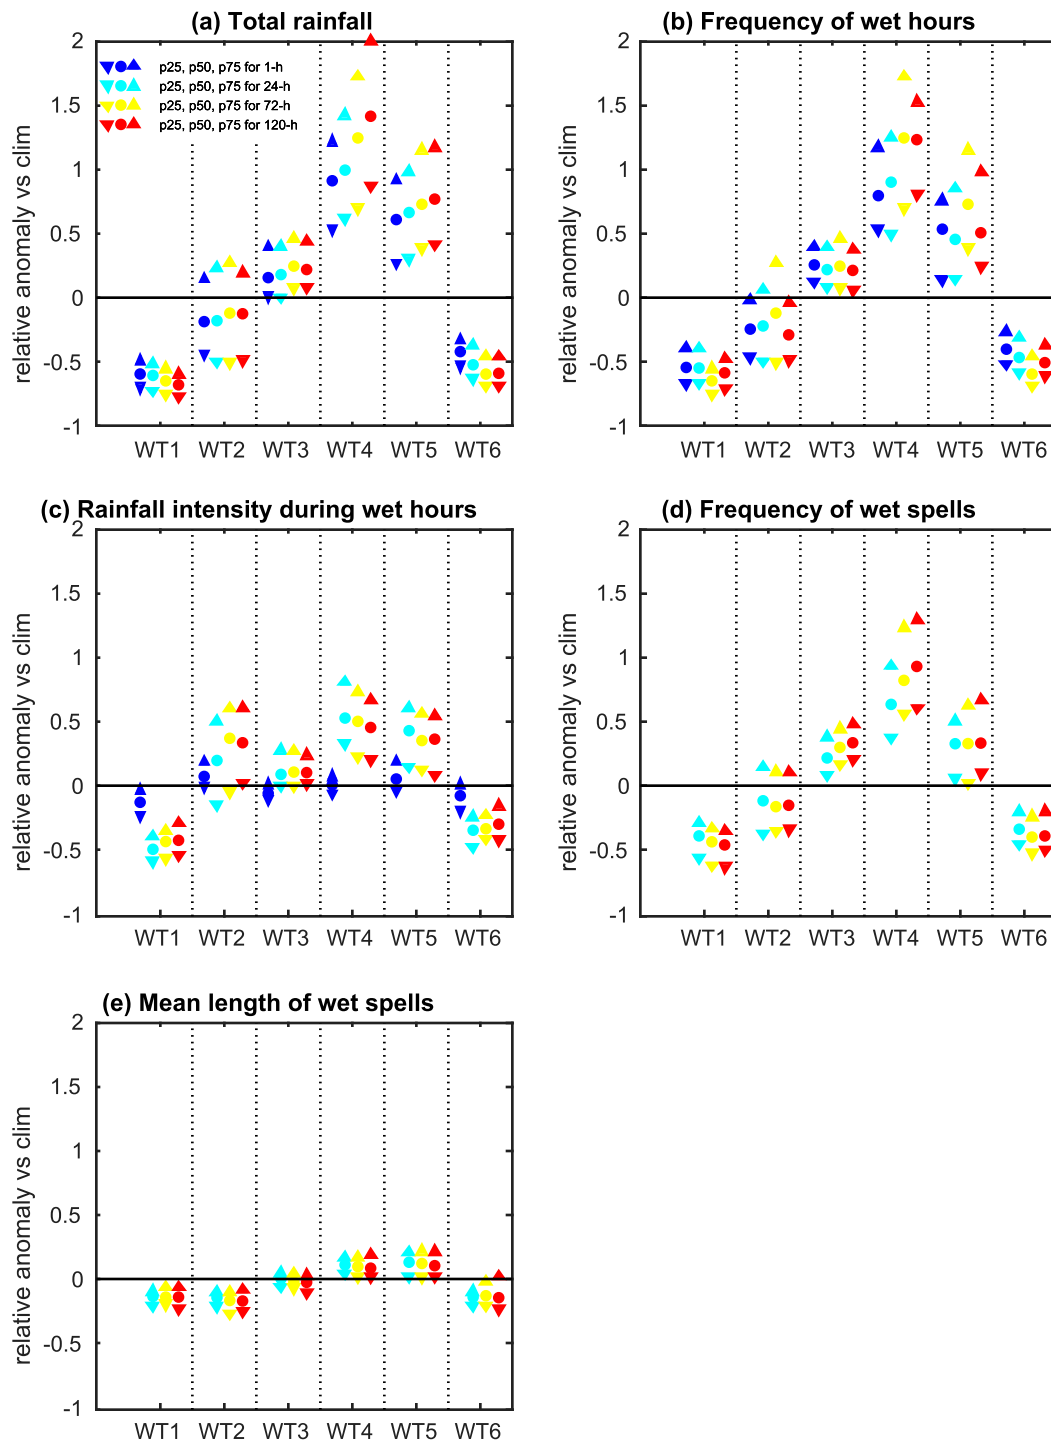 (a) Total rainfall
relative anomaly vs clim
2
1.5
1
0.5
0
-0.5
-1
p25, p50, p75 for 1-h
p25, p50, p75 for 24-h
p25, p50, p75 for 72-h
p25, p50, p75 for 120-h
WT1 WT2 WT3 WT4 WT5 WT6
(b) Frequency of wet hours
relative anomaly vs clim
2
1.5
1
0.5
0
-0.5
-1
WT1 WT2 WT3 WT4 WT5 WT6
(c) Rainfall intensity during wet hours
relative anomaly vs clim
2
1.5
1
0.5
0
-0.5
-1
WT1 WT2 WT3 WT4 WT5 WT6
(d) Frequency of wet spells
relative anomaly vs clim
2
1.5
1
0.5
0
-0.5
-1
WT1 WT2 WT3 WT4 WT5 WT6
(e) Mean length of wet spells
relative anomaly vs clim
2
1.5
1
0.5
0
-0.5
-1
WT1 WT2 WT3 WT4 WT5 WT6